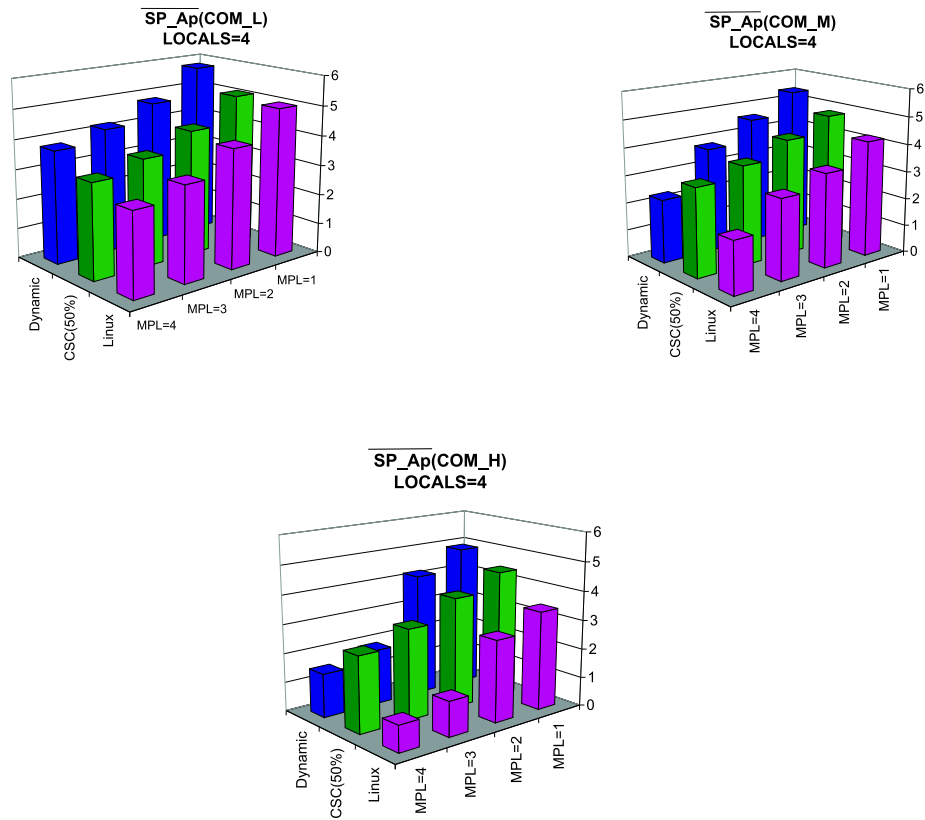 SP_Ap(COM_L)
LOCALS=4
6
5
4
3
2
1
0
Dynamic
CSC(50%)
Linux
MPL=4
MPL=3
MPL=2
MPL=1
SP_Ap(COM_M)
LOCALS=4
6
5
4
3
2
1
0
Dynamic
CSC(50%)
Linux
MPL=4
MPL=3
MPL=2
MPL=1
SP_Ap(COM_H)
LOCALS=4
6
5
4
3
2
1
0
Dynamic
CSC(50%)
Linux
MPL=4
MPL=3
MPL=2
MPL=1